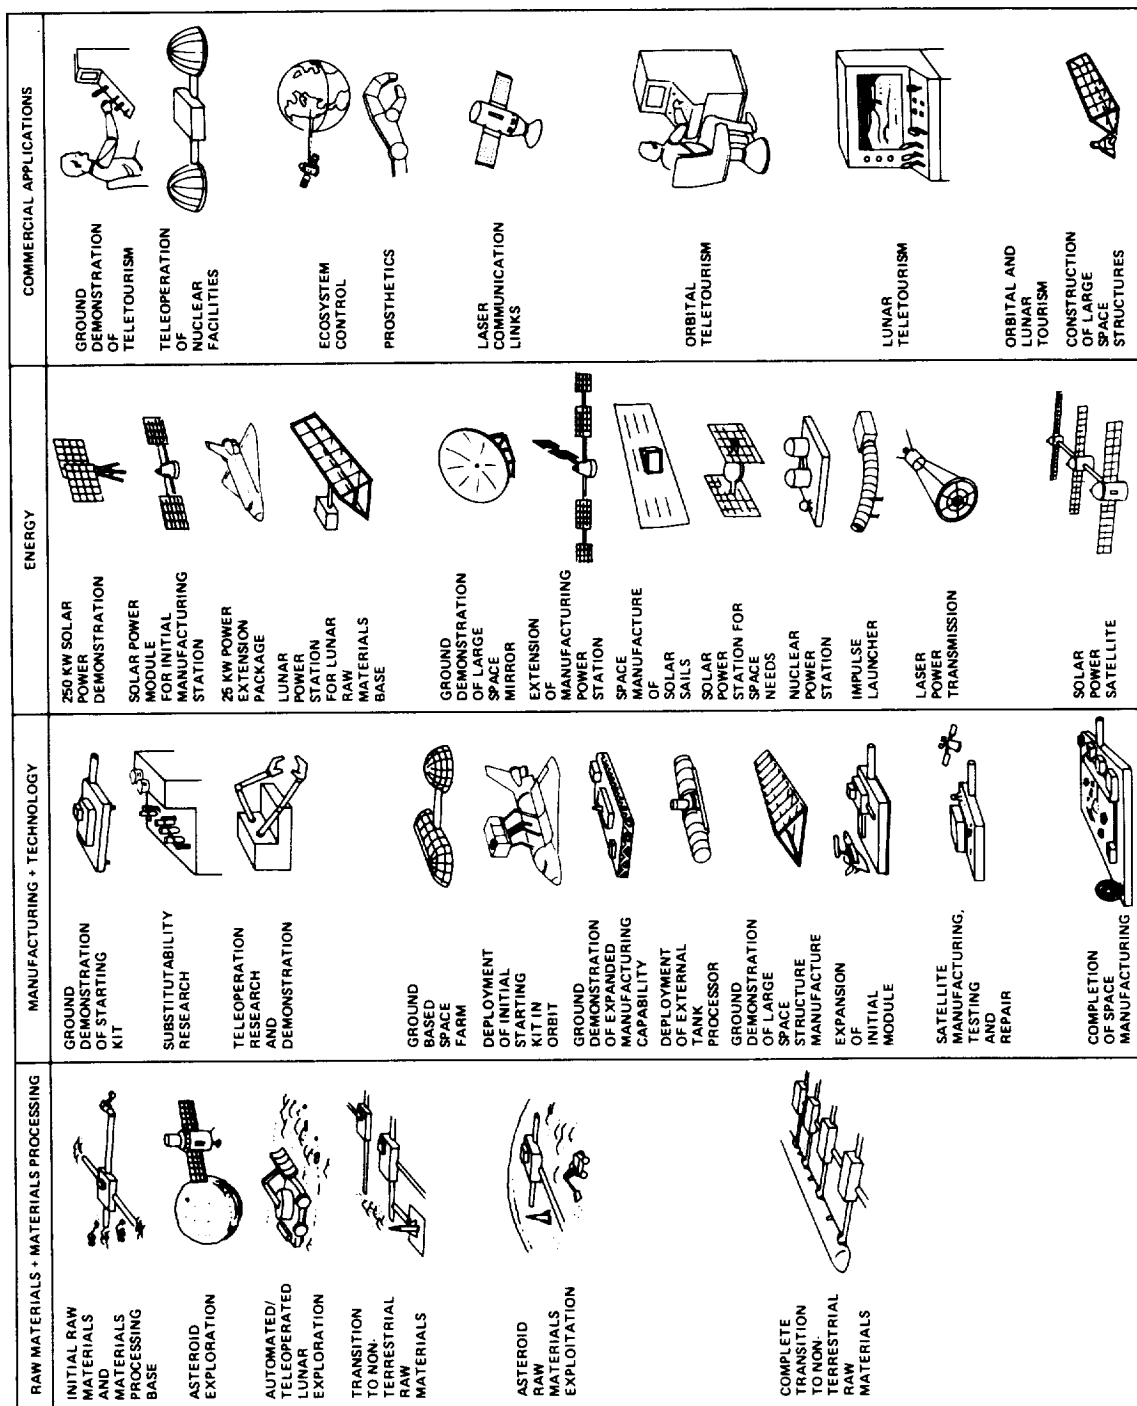 RAW MATERIALS + MATERIALS PROCESSING
INITIAL RAW
MATERIALS
AND
MATERIALS
PROCESSING
BASE
ASTEROID
EXPLORATION
AUTOMATED/
TELEOPERATED
LUNAR
EXPLORATION
TRANSITION
TO NON-
TERRESTRIAL
RAW
MATERIALS
ASTEROID
RAW
MATERIALS
EXPLOITATION
COMPLETE
TRANSITION
TO NON-
TERRESTRIAL
RAW
MATERIALS
MANUFACTURING + TECHNOLOGY
GROUND
DEMONSTRATION
OF STARTING
KIT
SUBSTITUTABILITY
RESEARCH
TELEOPERATION
RESEARCH
AND
DEMONSTRATION
GROUND
BASED
SPACE
FARM
DEPLOYMENT
OF INITIAL
STARTING
KIT IN
ORBIT
GROUND
DEMONSTRATION
OF EXPANDED
MANUFACTURING
CAPABILITY
DEPLOYMENT
OF EXTERNAL
TANK
PROCESSOR
GROUND
DEMONSTRATION
OF LARGE
SPACE
STRUCTURE
MANUFACTURE
EXPANSION
OF
INITIAL
MODULE
SATELLITE
MANUFACTURING,
TESTING
AND
REPAIR
COMPLETION
OF SPACE
MANUFACTURING
ENERGY
250 KW SOLAR
POWER
DEMONSTRATION
SOLAR POWER
MODULE
FOR INITIAL
MANUFACTURING
STATION
25 KW POWER
EXTENSION
PACKAGE
LUNAR
POWER
STATION
FOR LUNAR
RAW
MATERIALS
BASE
GROUND
DEMONSTRATION
OF LARGE
SPACE
MIRROR
EXTENSION
OF
MANUFACTURING
POWER
STATION
SPACE
MANUFACTURE
OF
SOLAR
SAILS
SOLAR
POWER
STATION FOR
SPACE
NEEDS
NUCLEAR
POWER
STATION
IMPULSE
LAUNCHER
LASER
POWER
TRANSMISSION
SOLAR
POWER
SATELLITE
COMMERCIAL APPLICATIONS
GROUND
DEMONSTRATION
OF
TELETOURISM
TELEOPERATION
OF
NUCLEAR
FACILITIES
ECOSYSTEM
CONTROL
PROSTHETICS
LASER
COMMUNICATION
LINKS
ORBITAL
TELETOURISM
LUNAR
TELETOURISM
ORBITAL AND
LUNAR
TOURISM
CONSTRUCTION
OF LARGE
SPACE
STRUCTURES